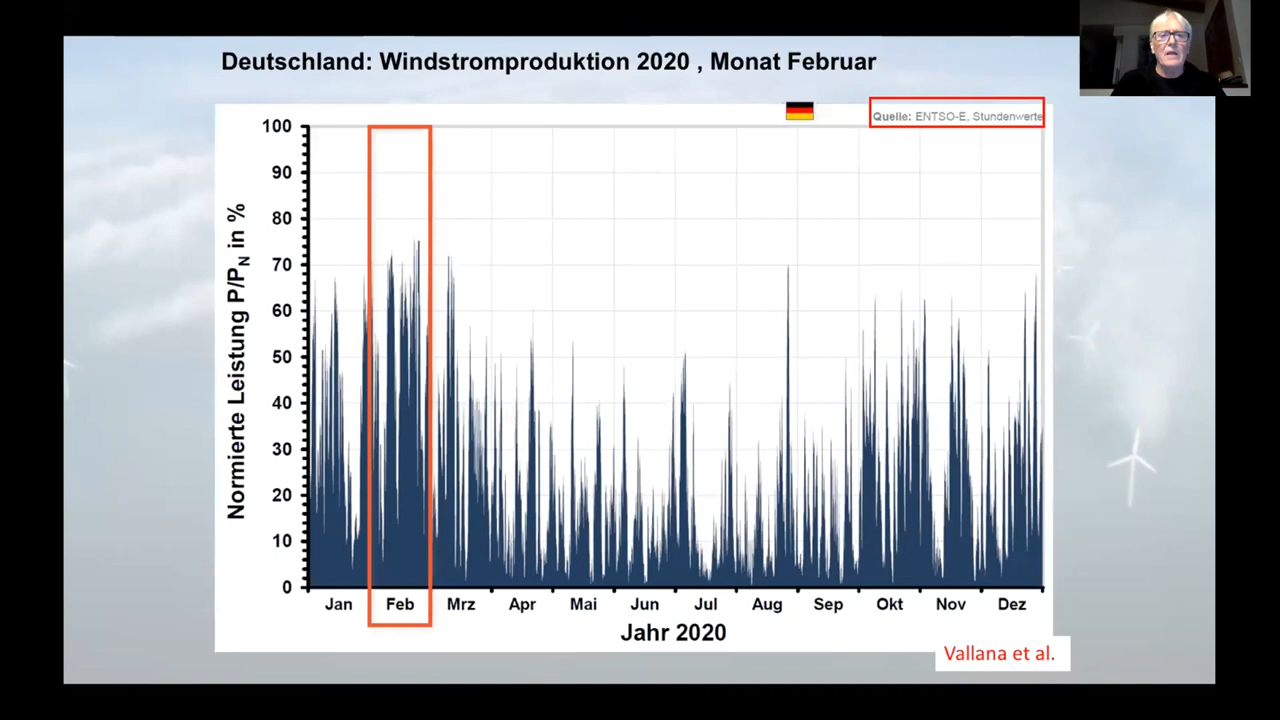 Deutschland: Windstromproduktion 2020 , Monat Februar
Quelle: ENTSO-E, Stundenwerte
Normierte Leistung P/PN in %
100
90
80
70
60
50
40
30
20
10
0
Jan Feb Mrz Apr Mai Jun Jul Aug Sep Okt Nov Dez
Jahr 2020
Vallana et al.